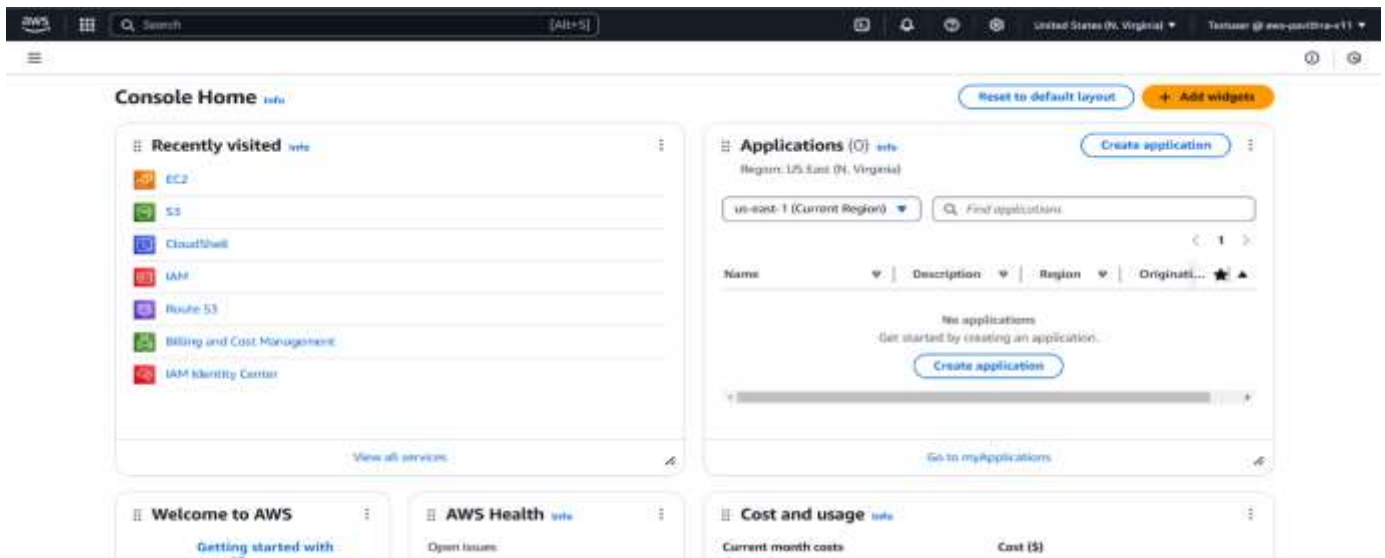 aws
Search [Alt+S]
United States (N. Virginia) Testuser @ aws-pavithra-e11
Console Home Info
Reset to default layout + Add widgets
Recently visited Info
EC2
S3
CloudShell
IAM
Route 53
Billing and Cost Management
IAM Identity Center
View all services
Applications (0) Info
Create application
Region: US East (N. Virginia)
us-east-1 (Current Region) Find applications
1
Name Description Region Originati...
No applications
Get started by creating an application.
Create application
Go to myApplications
Welcome to AWS
Getting started with
AWS Health Info
Open issues
Cost and usage Info
Current month costs Cost ($)